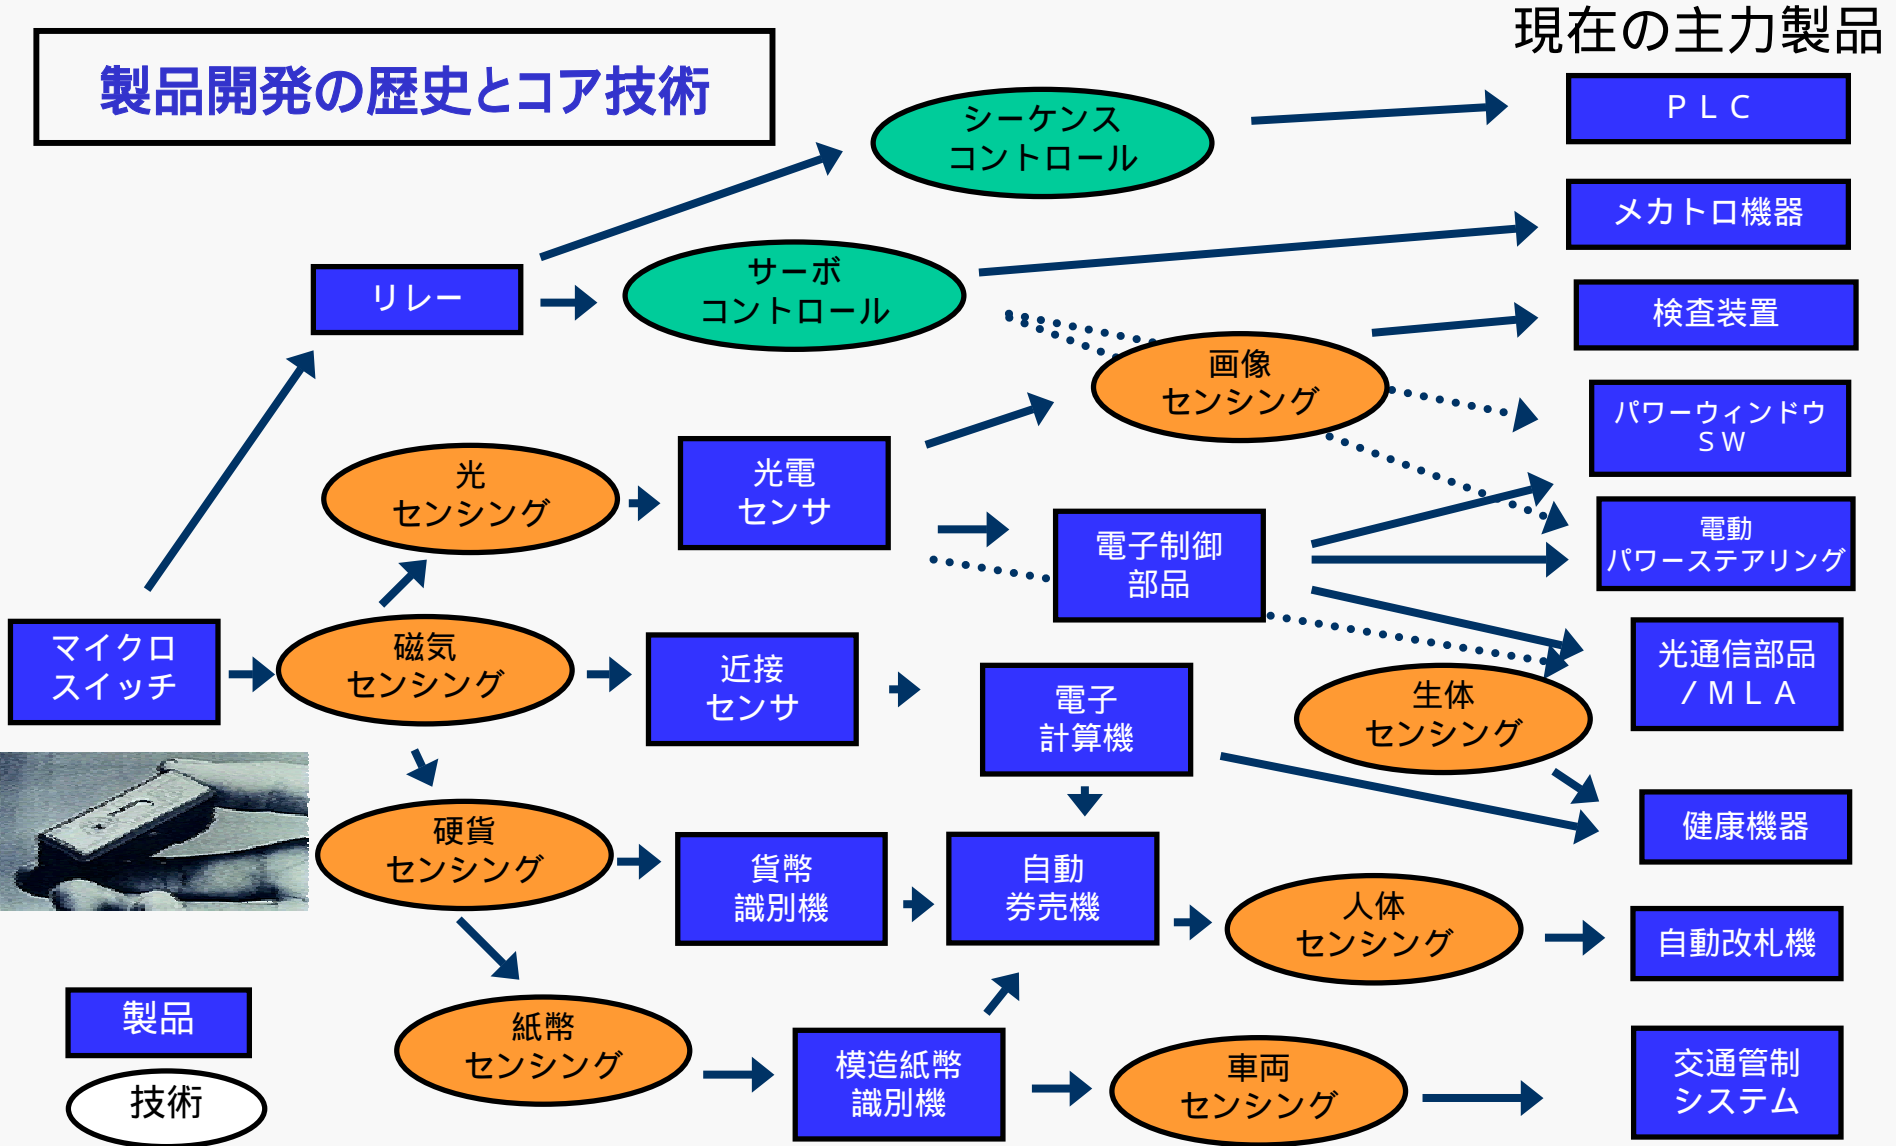 現在の主力製品
製品開発の歴史とコア技術
シーケンス
コントロール
ＰＬＣ
メカトロ機器
リレー
サーボ
コントロール
検査装置
画像
センシング
パワーウィンドウ
ＳＷ
光
センシング
光電
センサ
電子制御
部品
電動
パワーステアリング
マイクロ
スイッチ
磁気
センシング
近接
センサ
電子
計算機
生体
センシング
光通信部品
／ＭＬＡ
硬貨
センシング
貨幣
識別機
自動
券売機
健康機器
人体
センシング
自動改札機
製品
技術
紙幣
センシング
模造紙幣
識別機
車両
センシング
交通管制
システム